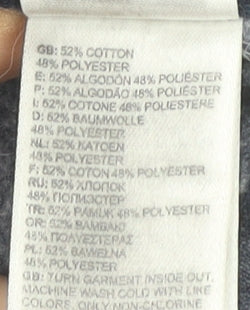 GB: 52% COTTON
48% POLYESTER
E: 52% ALGODÓN 48% POLIÉSTER
P: 52% ALGODÃO 48% POLIÉSTER
I: 52% COTONE 48% POLIESTERE
D: 52% BAUMWOLLE
48% POLYESTER
NL: 52% KATOEN
48% POLYESTER
F: 52% COTON 48% POLYESTER
RU: 52% ХЛОПОК
48% ПОЛИЭСТЕР
TR: 52% PAMUK 48% POLYESTER
GR: 52% ΒΑΜΒΑΚΙ
48% ΠΟΛΥΕΣΤΕΡΑΣ
PL: 52% BAWEŁNA
48% POLYESTER
GB: TURN GARMENT INSIDE OUT.
MACHINE WASH COLD WITH LIKE
COLORS. ONLY NON-CHLORINE